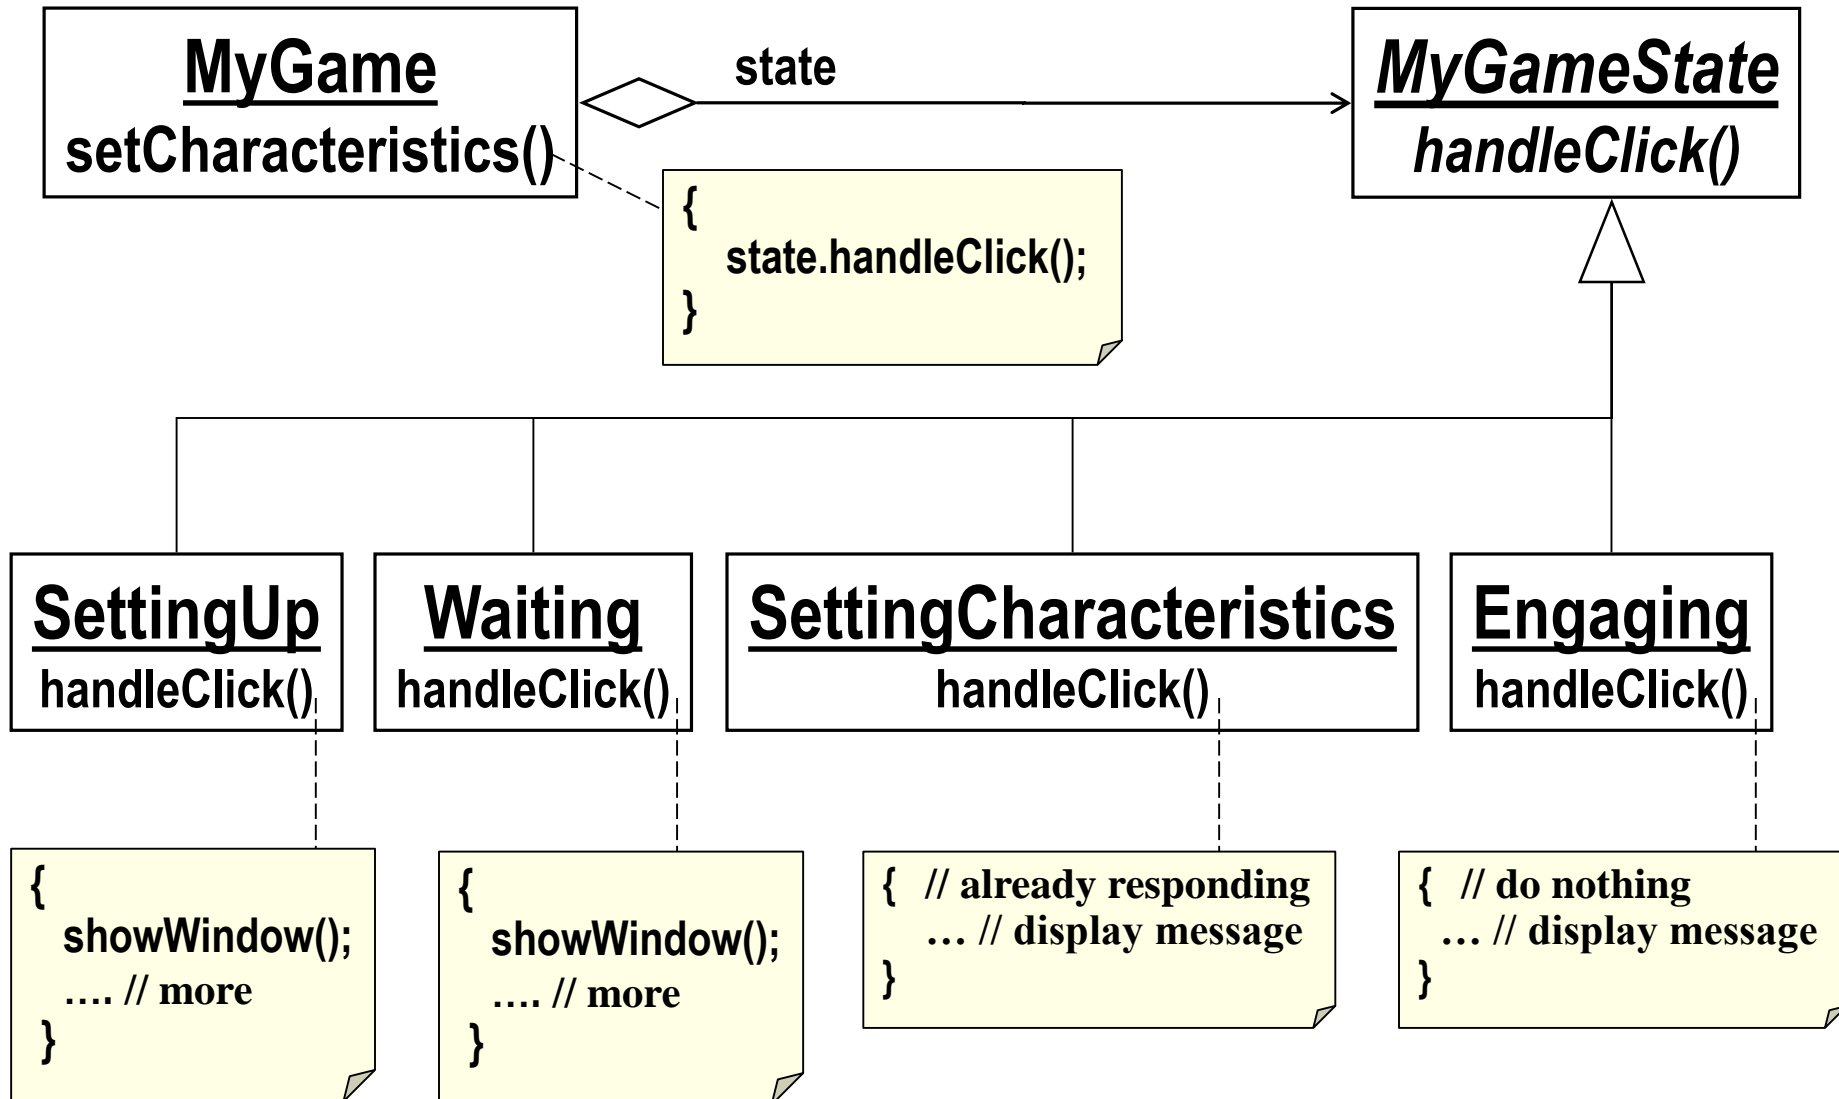 MyGame
setCharacteristics()
state
MyGameState
handleClick()
{
state.handleClick();
}
SettingUp
handleClick()
Waiting
handleClick()
SettingCharacteristics
handleClick()
Engaging
handleClick()
{
showWindow();
…. // more
}
{
showWindow();
…. // more
}
{ // already responding
… // display message
}
{ // do nothing
… // display message
}